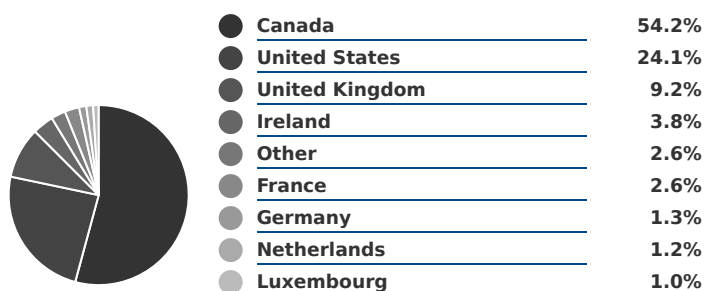 Canada 54.2%
United States 24.1%
United Kingdom 9.2%
Ireland 3.8%
Other 2.6%
France 2.6%
Germany 1.3%
Netherlands 1.2%
Luxembourg 1.0%